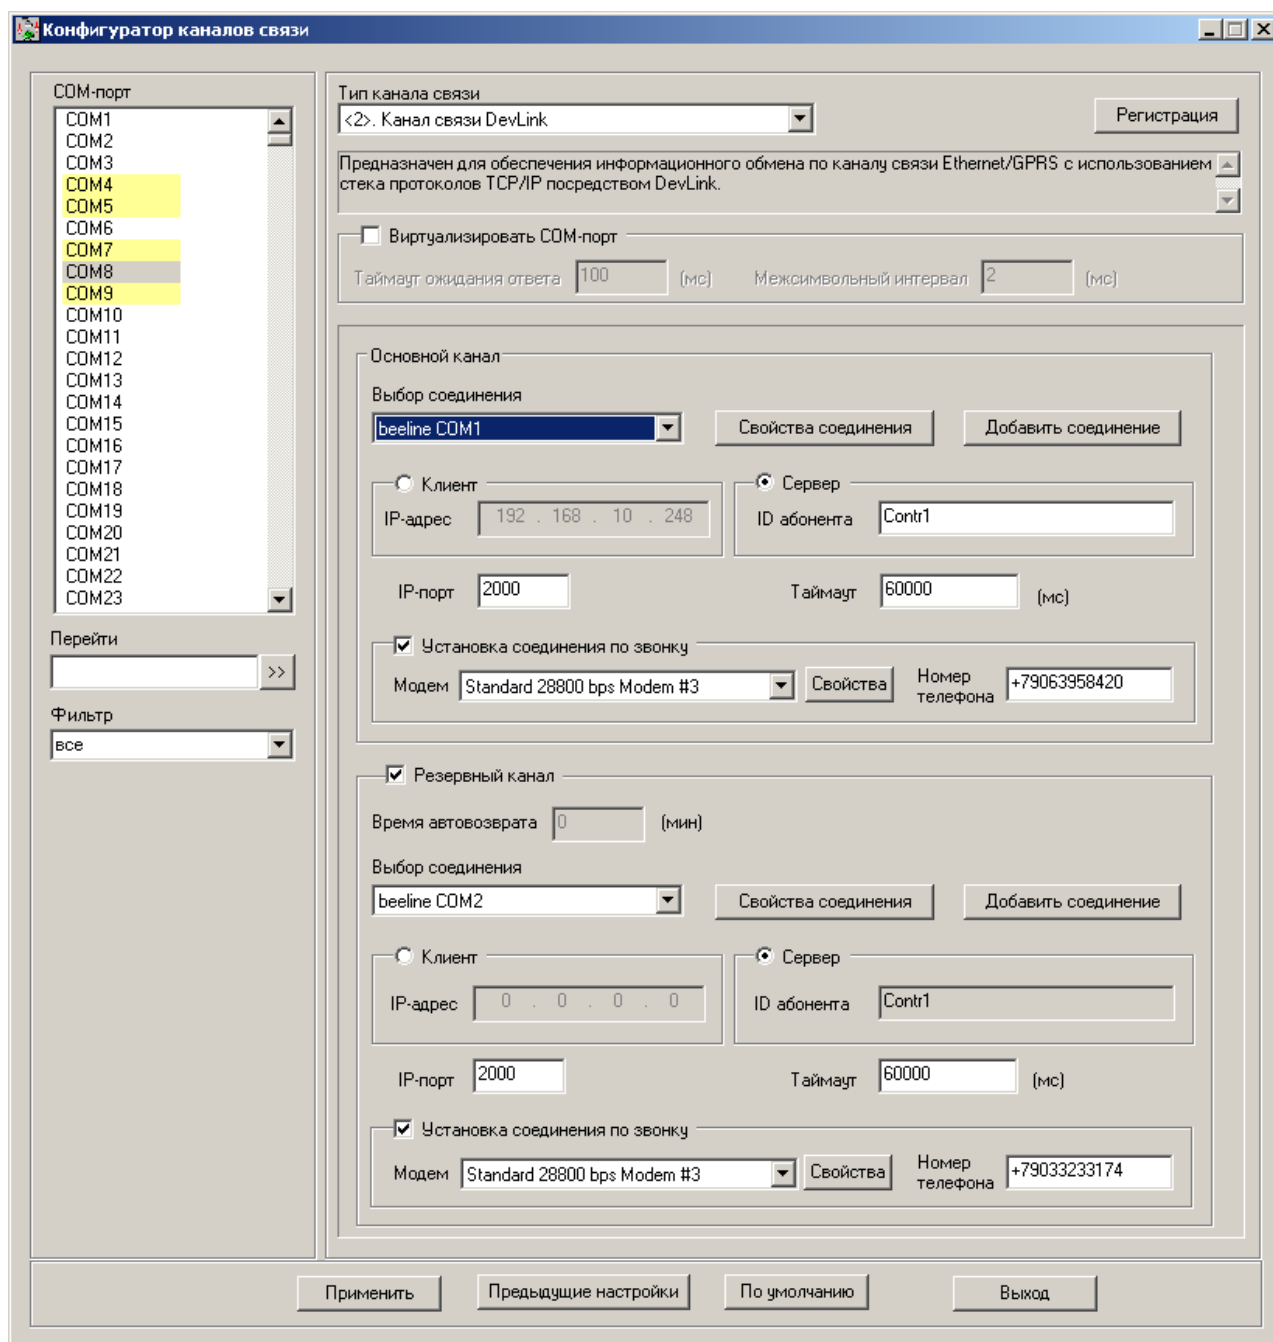 Конфигуратор каналов связи
COM-порт
COM1
COM2
COM3
COM4
COM5
COM6
COM7
COM8
COM9
COM10
COM11
COM12
COM13
COM14
COM15
COM16
COM17
COM18
COM19
COM20
COM21
COM22
COM23
Перейти
>>
Фильтр
все
Тип канала связи
<2>. Канал связи DevLink
Регистрация
Предназначен для обеспечения информационного обмена по каналу связи Ethernet/GPRS с использованием
стека протоколов TCP/IP посредством DevLink.
Виртуализировать COM-порт
Таймаут ожидания ответа 100 (мс) Межсимвольный интервал 2 (мс)
Основной канал
Выбор соединения
beeline COM1 Свойства соединения Добавить соединение
Клиент Сервер
IP-адрес 192 . 168 . 10 . 248 ID абонента Contr1
IP-порт 2000 Таймаут 60000 (мс)
Установка соединения по звонку
Модем Standard 28800 bps Modem #3 Свойства Номер телефона +79063958420
Резервный канал
Время автовозврата 0 (мин)
Выбор соединения
beeline COM2 Свойства соединения Добавить соединение
Клиент Сервер
IP-адрес 0 . 0 . 0 . 0 ID абонента Contr1
IP-порт 2000 Таймаут 60000 (мс)
Установка соединения по звонку
Модем Standard 28800 bps Modem #3 Свойства Номер телефона +79033233174
Применить Предыдущие настройки По умолчанию Выход